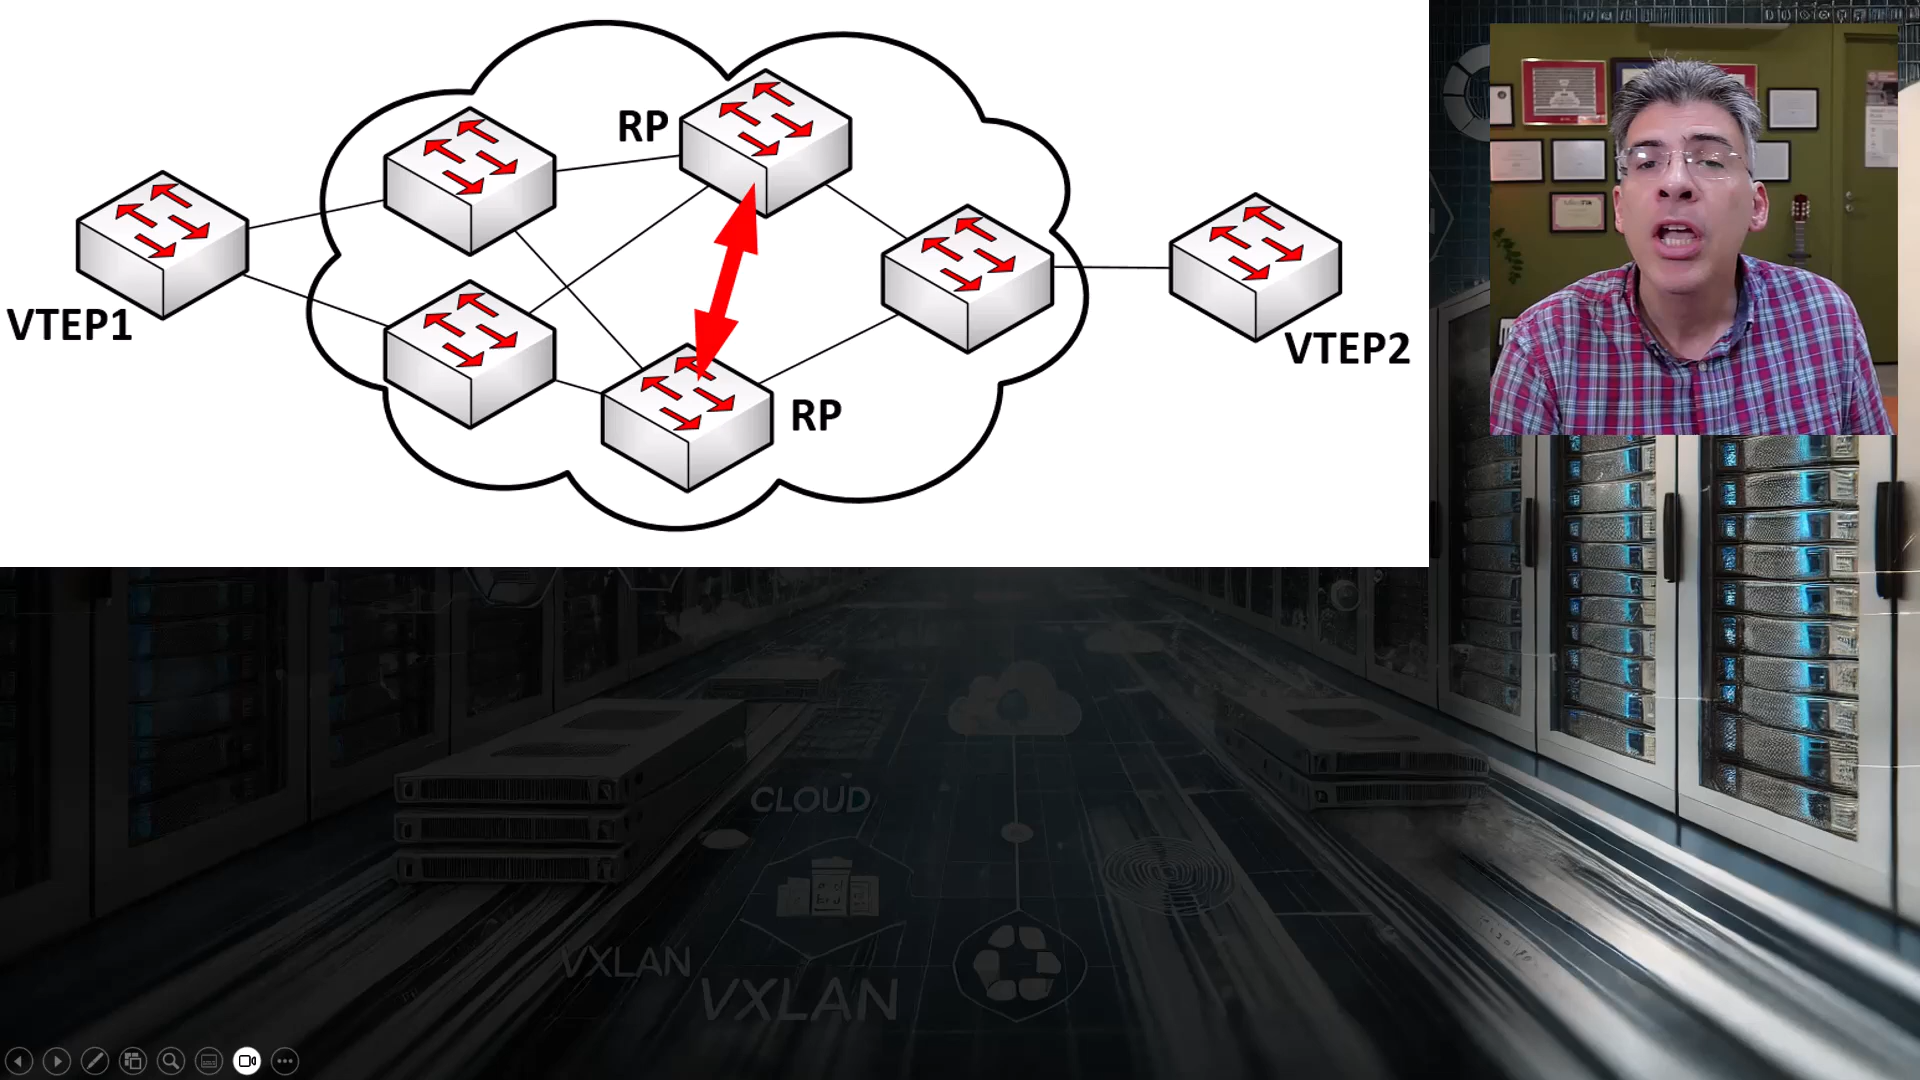 RP
VTEP1
VTEP2
RP
CLOUD
VXLAN
VXLAN